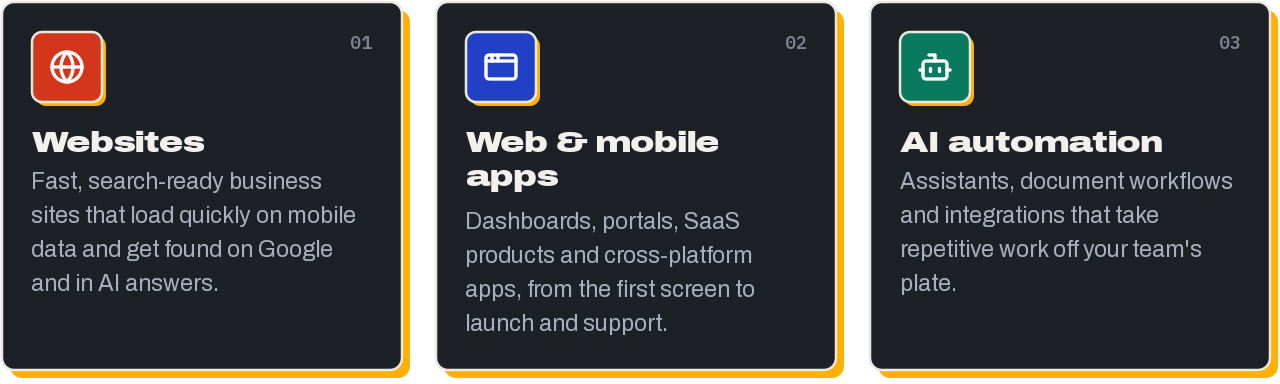 01
Websites
Fast, search-ready business
sites that load quickly on mobile
data and get found on Google
and in AI answers.
02
Web & mobile
apps
Dashboards, portals, SaaS
products and cross-platform
apps, from the first screen to
launch and support.
03
AI automation
Assistants, document workflows
and integrations that take
repetitive work off your team's
plate.